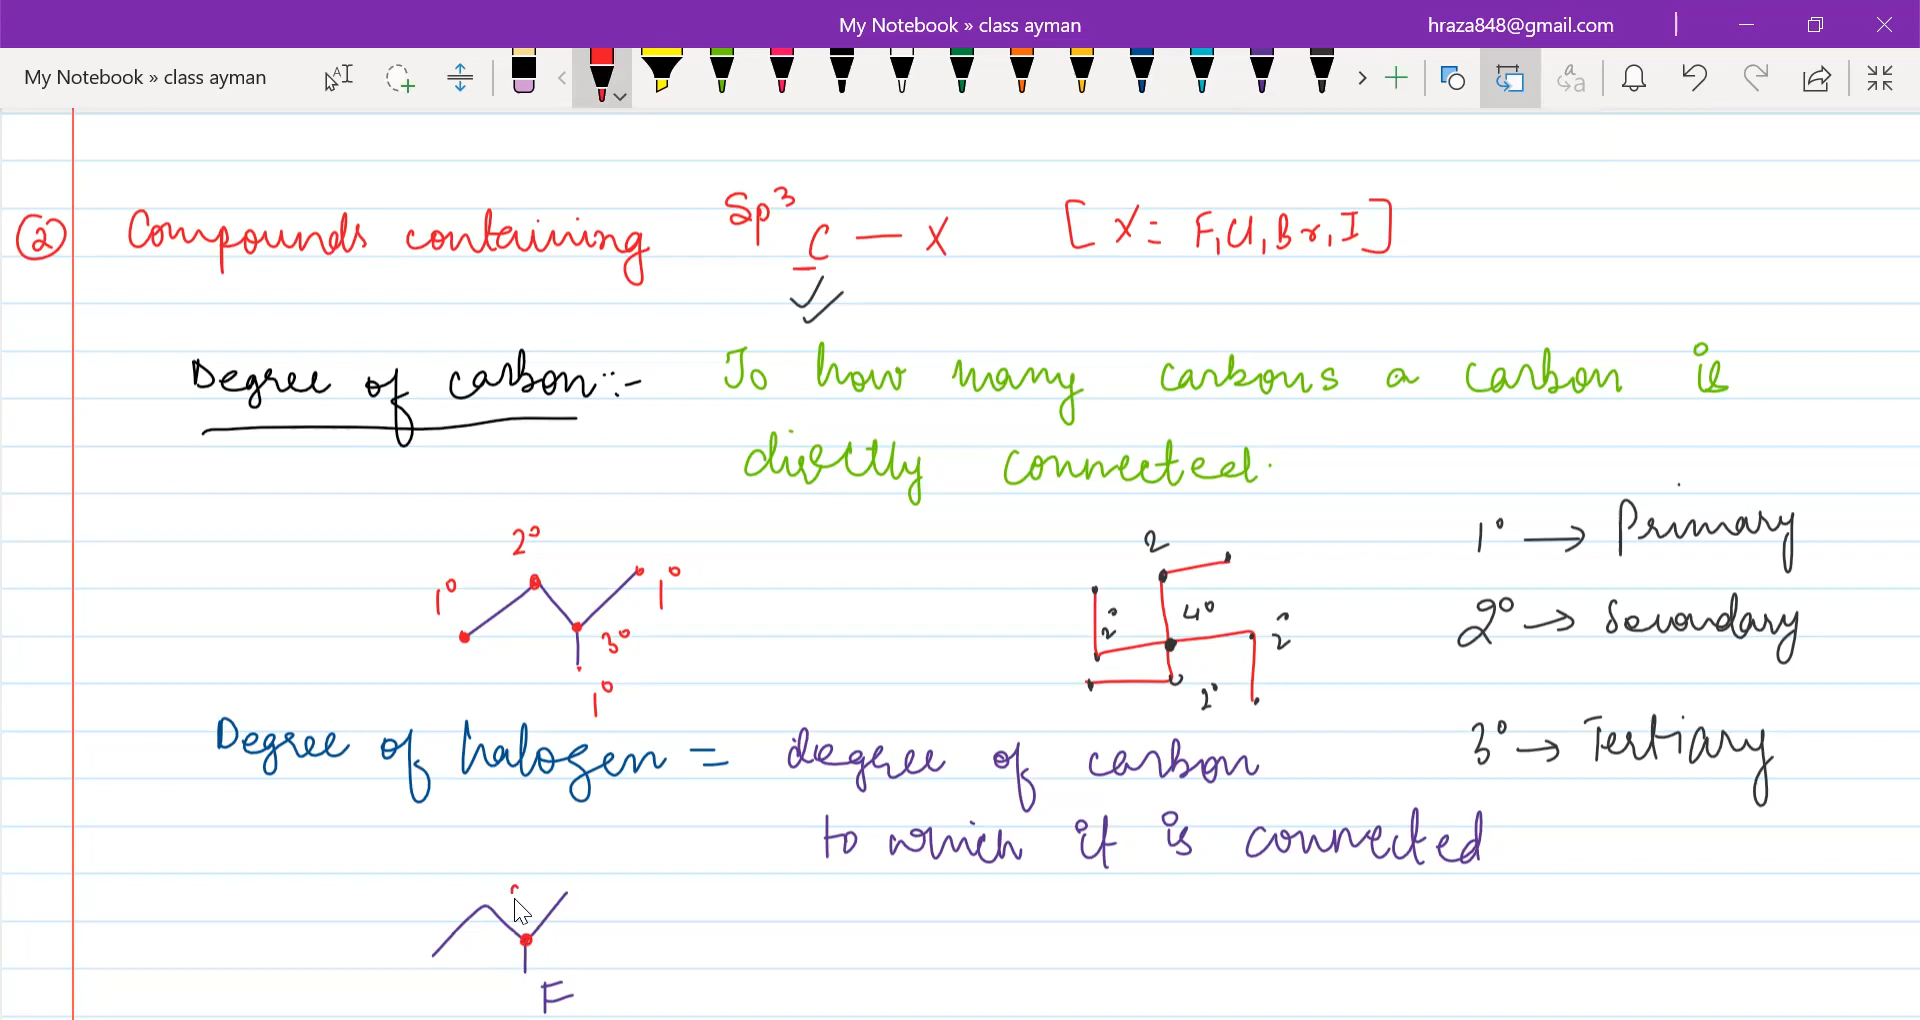 My Notebook » class ayman
hraza848@gmail.com
My Notebook » class ayman
② Compounds containing Sp³ C — X [X = F, Cl, Br, I]
Degree of carbon :- To how many carbons a carbon is
directly connected.
2° 1° 1° 3° 1°
2 4° 2° 2° 2°
1° → Primary
2° → Secondary
3° → Tertiary
Degree of halogen = degree of carbon
to which it is connected
F